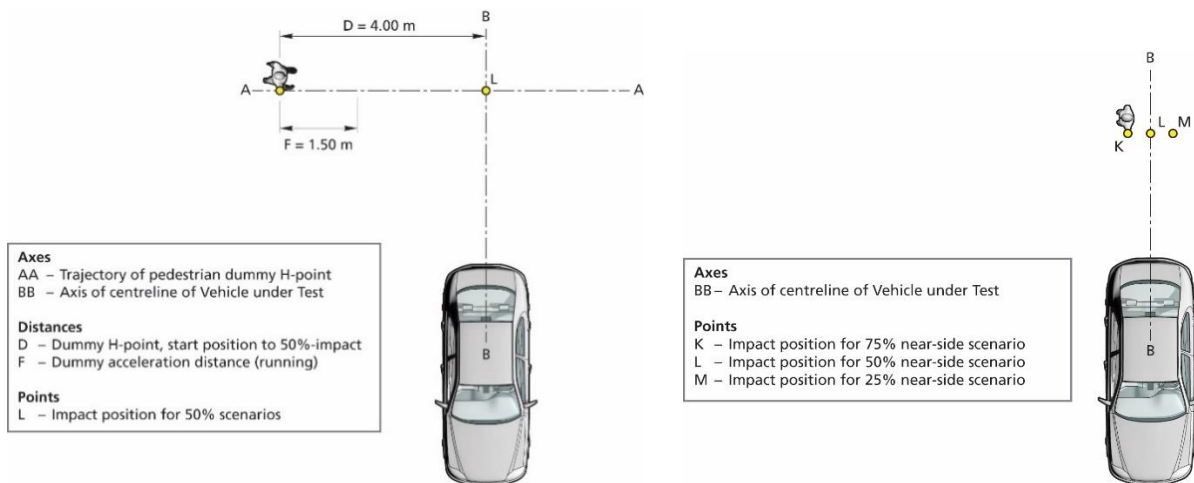 B
D = 4.00 m
A
L
A
F = 1.50 m
B
Axes
AA – Trajectory of pedestrian dummy H-point
BB – Axis of centreline of Vehicle under Test
Distances
D – Dummy H-point, start position to 50%-impact
F – Dummy acceleration distance (running)
Points
L – Impact position for 50% scenarios
B
K
L
M
B
Axes
BB – Axis of centreline of Vehicle under Test
Points
K – Impact position for 75% near-side scenario
L – Impact position for 50% near-side scenario
M – Impact position for 25% near-side scenario